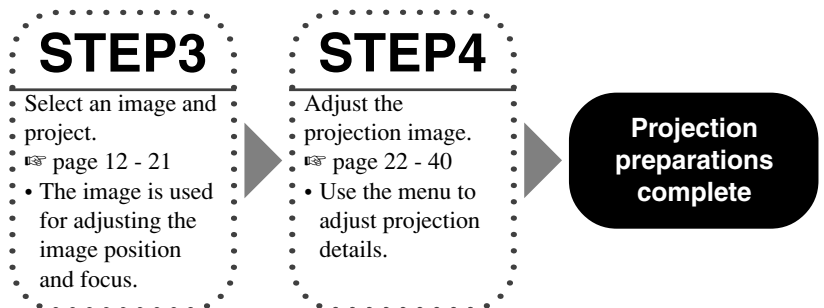 STEP3
Select an image and
project.
☞ page 12 - 21
• The image is used
for adjusting the
image position
and focus.
STEP4
Adjust the
projection image.
☞ page 22 - 40
• Use the menu to
adjust projection
details.
Projection
preparations
complete